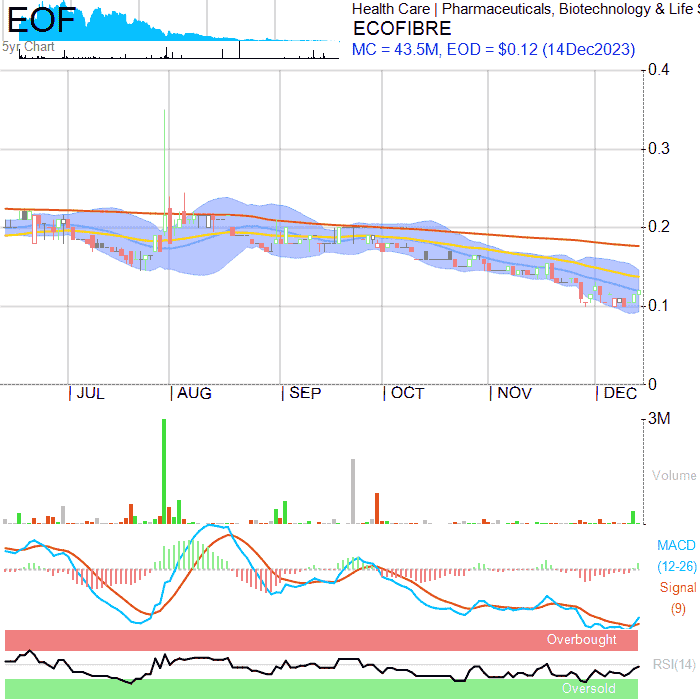 EOF
Health Care | Pharmaceuticals, Biotechnology & Life S
ECOFIBRE
MC = 43.5M, EOD = $0.12 (14Dec2023)
5yr Chart
0.4
0.3
0.2
0.1
0
| JUL | AUG | SEP | OCT | NOV | DEC
3M
Volume
MACD
(12-26)
Signal
(9)
Overbought
RSI(14)
Oversold